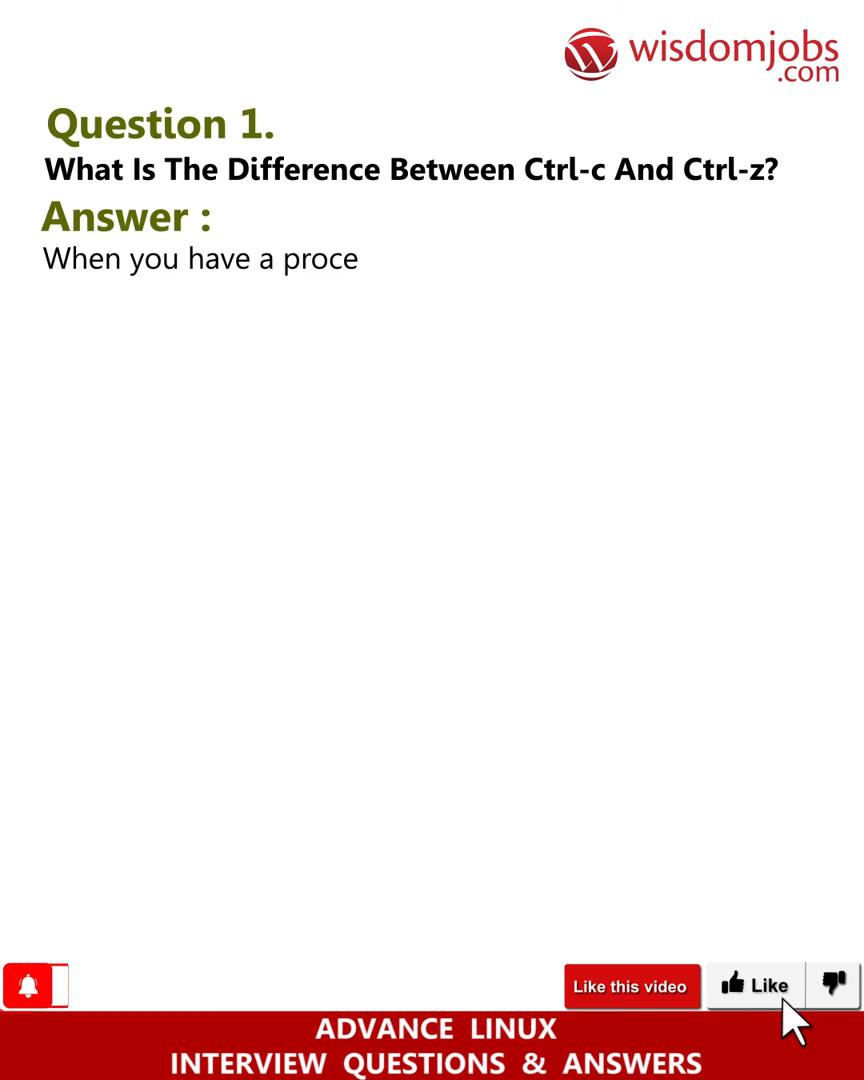 wisdomjobs
.com
Question 1.
What Is The Difference Between Ctrl-c And Ctrl-z?
Answer :
When you have a proce
Like this video
Like
ADVANCE LINUX
INTERVIEW QUESTIONS & ANSWERS